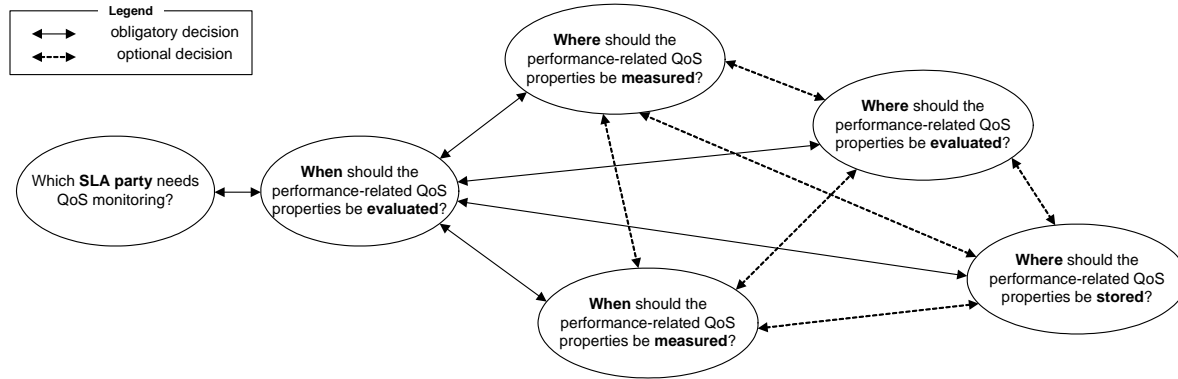 Legend
obligatory decision
optional decision
Where should the
performance-related QoS
properties be measured?
Where should the
performance-related QoS
properties be evaluated?
Which SLA party needs
QoS monitoring?
When should the
performance-related QoS
properties be evaluated?
Where should the
performance-related QoS
properties be stored?
When should the
performance-related QoS
properties be measured?